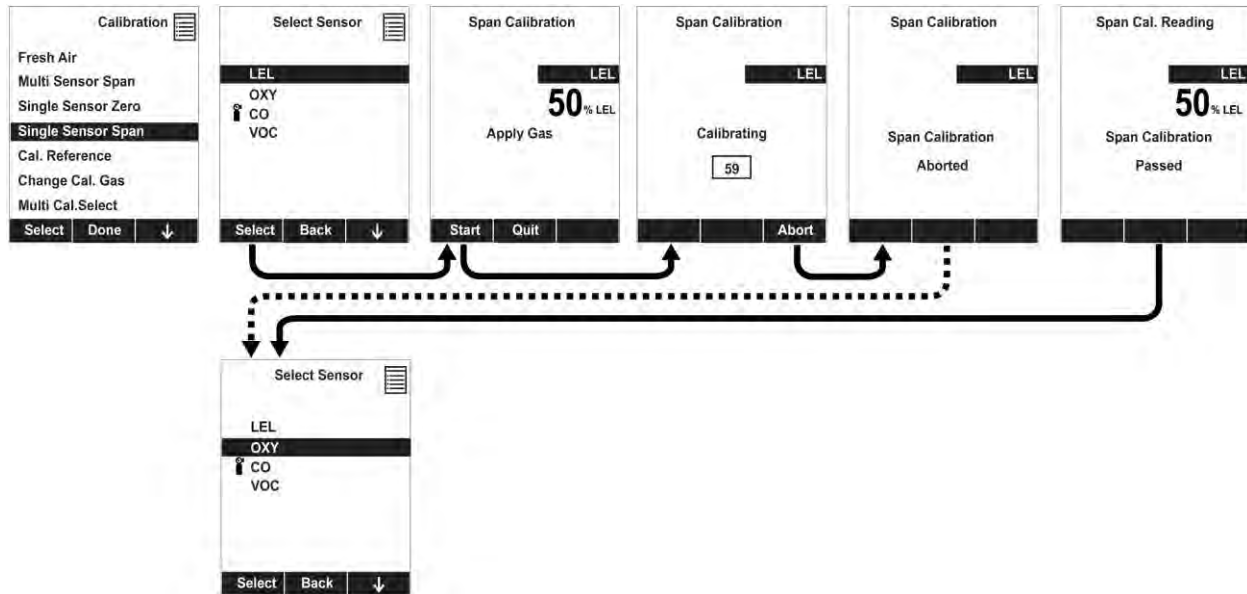 Calibration
Fresh Air
Multi Sensor Span
Single Sensor Zero
Single Sensor Span
Cal. Reference
Change Cal. Gas
Multi Cal.Select
Select Done ↓
Select Sensor
LEL
OXY
CO
VOC
Select Back ↓
Span Calibration
LEL
50 % LEL
Apply Gas
Start Quit
Span Calibration
LEL
Calibrating
59
Abort
Span Calibration
LEL
Span Calibration
Aborted
Span Cal. Reading
LEL
50 % LEL
Span Calibration
Passed
Select Sensor
LEL
OXY
CO
VOC
Select Back ↓